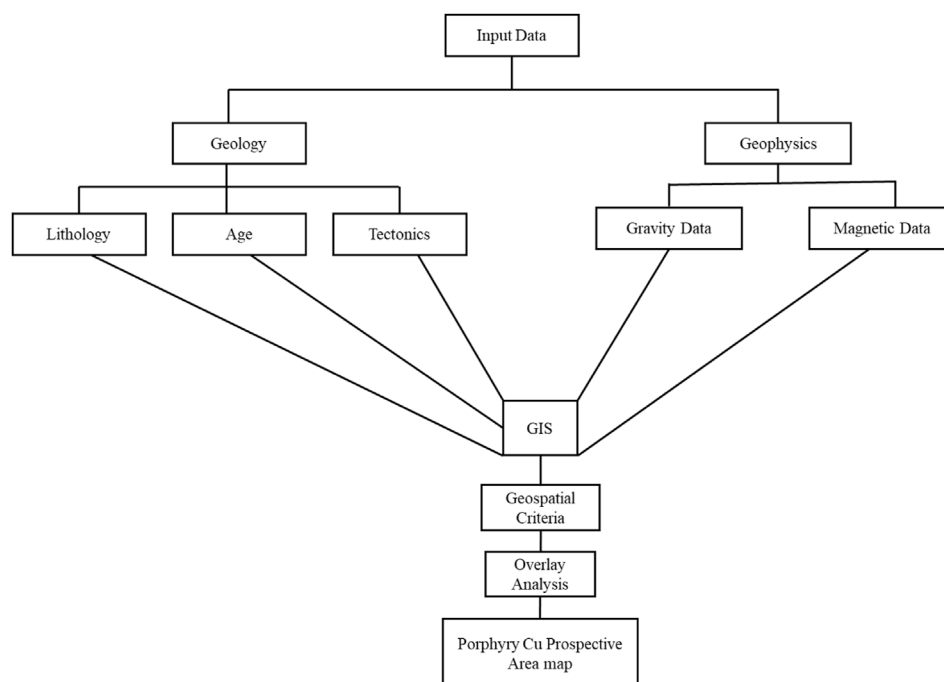 Input Data
Geology
Geophysics
Lithology
Age
Tectonics
Gravity Data
Magnetic Data
GIS
Geospatial
Criteria
Overlay
Analysis
Porphyry Cu Prospective
Area map